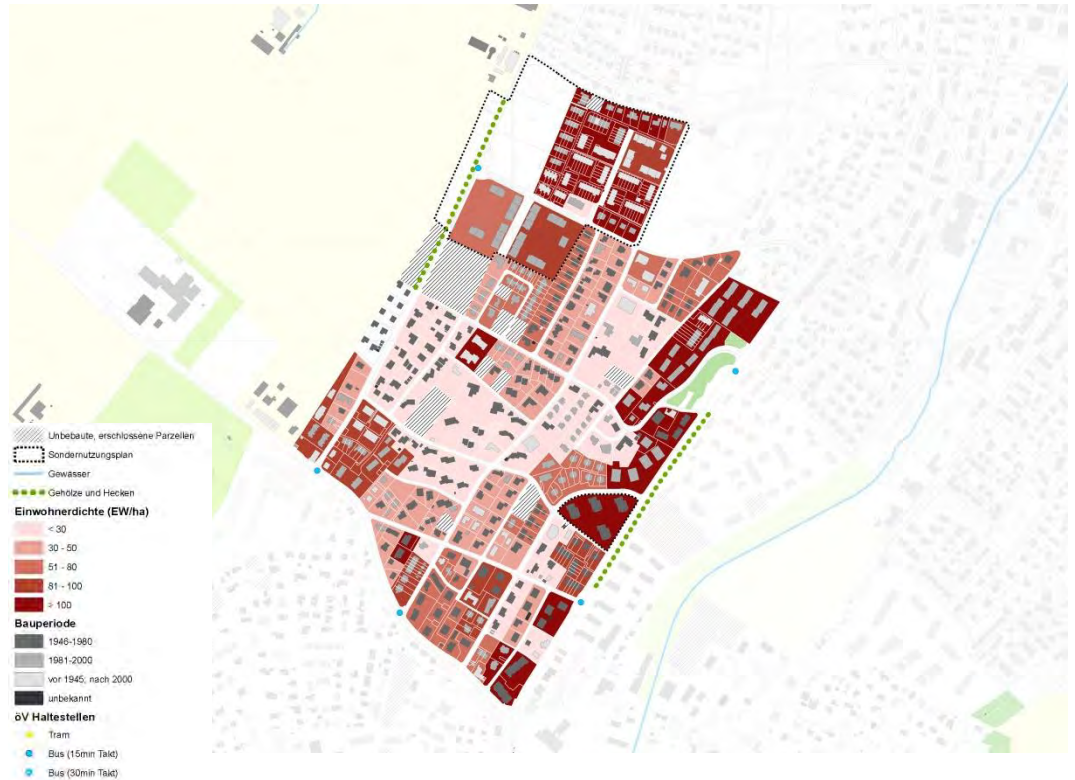 Unbebaute, erschlossene Parzellen
Sondernutzungsplan
Gewässer
Gehölze und Hecken
Einwohnerdichte (EW/ha)
< 30
30 - 50
51 - 80
81 - 100
> 100
Bauperiode
1946-1980
1981-2000
vor 1945; nach 2000
unbekannt
öV Haltestellen
Tram
Bus (15min Takt)
Bus (30min Takt)